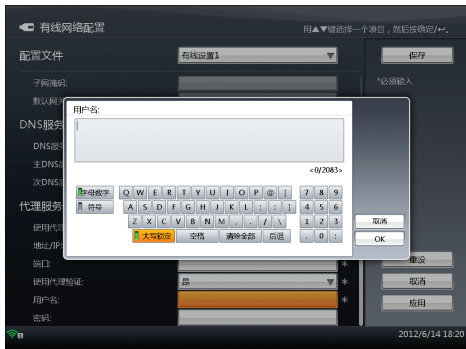 有线网络配置
用▲▼键选择一个项目，然后按确定/↵。
配置文件
有线设置1
保存
子网掩码:
*必须输入
默认网关
用户名:
DNS服务
DNS服
主DNS
次DNS
<0/2083>
字母数字
Q W E R T Y U I O P @ [
7 8 9
符号
A S D F G H J K L ; : ]
4 5 6
Z X C V B N M , . / \
1 2 3
大写锁定
空格
清除全部
后退
. 0 :
取消
OK
代理服务
使用代理
地址/IP
端口:
*
重设
使用代理验证:
是
*
取消
用户名:
*
应用
密码:
2012/6/14 18:20